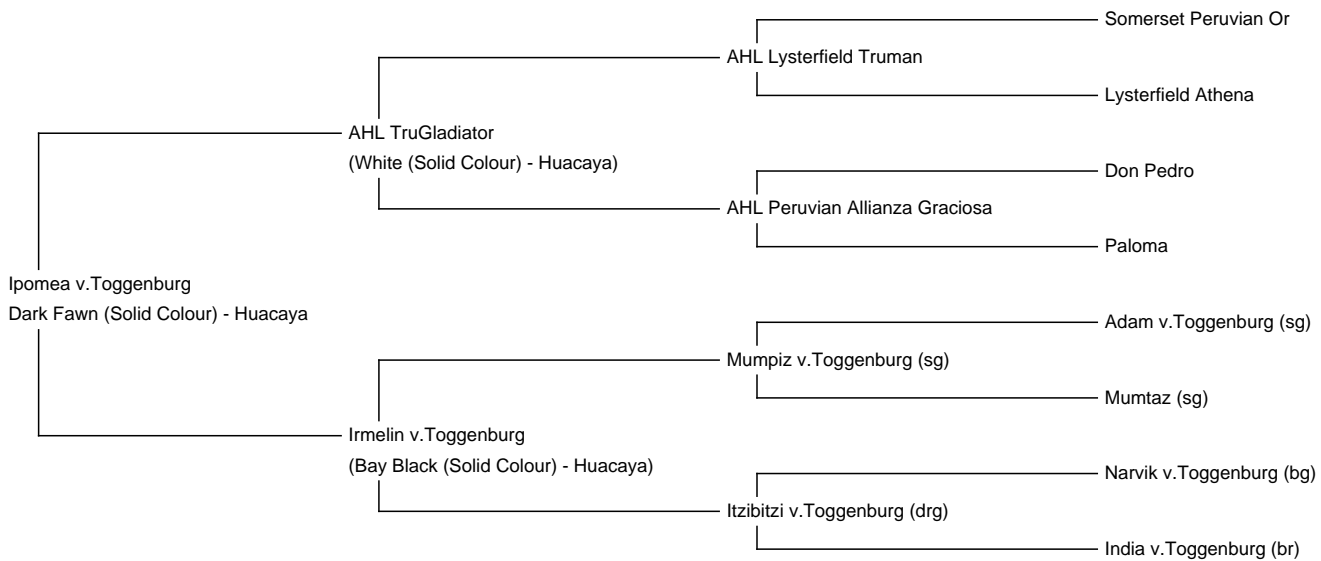 Somerset Peruvian Or
AHL Lysterfield Truman
Lysterfield Athena
AHL TruGladiator
(White (Solid Colour) - Huacaya)
Don Pedro
AHL Peruvian Allianza Graciosa
Paloma
Ipomea v.Toggenburg
Dark Fawn (Solid Colour) - Huacaya
Adam v.Toggenburg (sg)
Mumpiz v.Toggenburg (sg)
Mumtaz (sg)
Irmelin v.Toggenburg
(Bay Black (Solid Colour) - Huacaya)
Narvik v.Toggenburg (bg)
Itzibitzi v.Toggenburg (drg)
India v.Toggenburg (br)